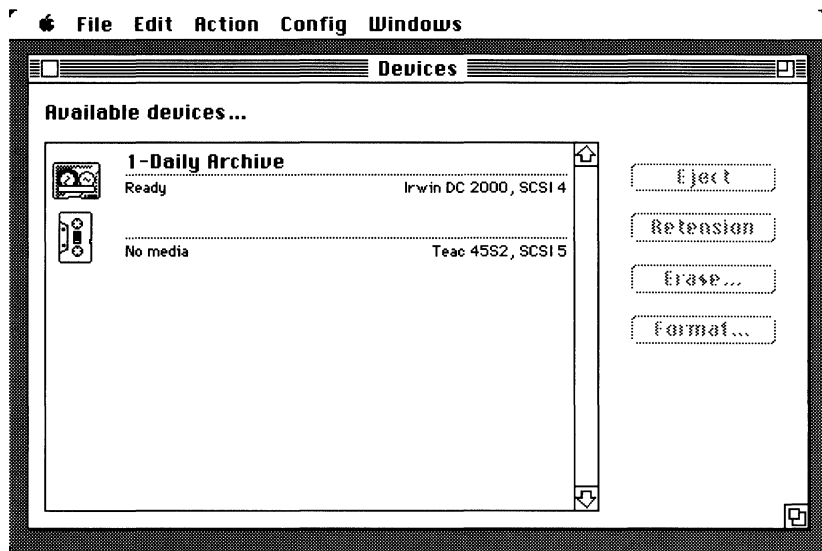 File Edit Action Config Windows
Devices
Available devices...
1-Daily Archive
Ready Irwin DC 2000, SCSI 4
No media Teac 45S2, SCSI 5
Eject
Retension
Erase...
Format...